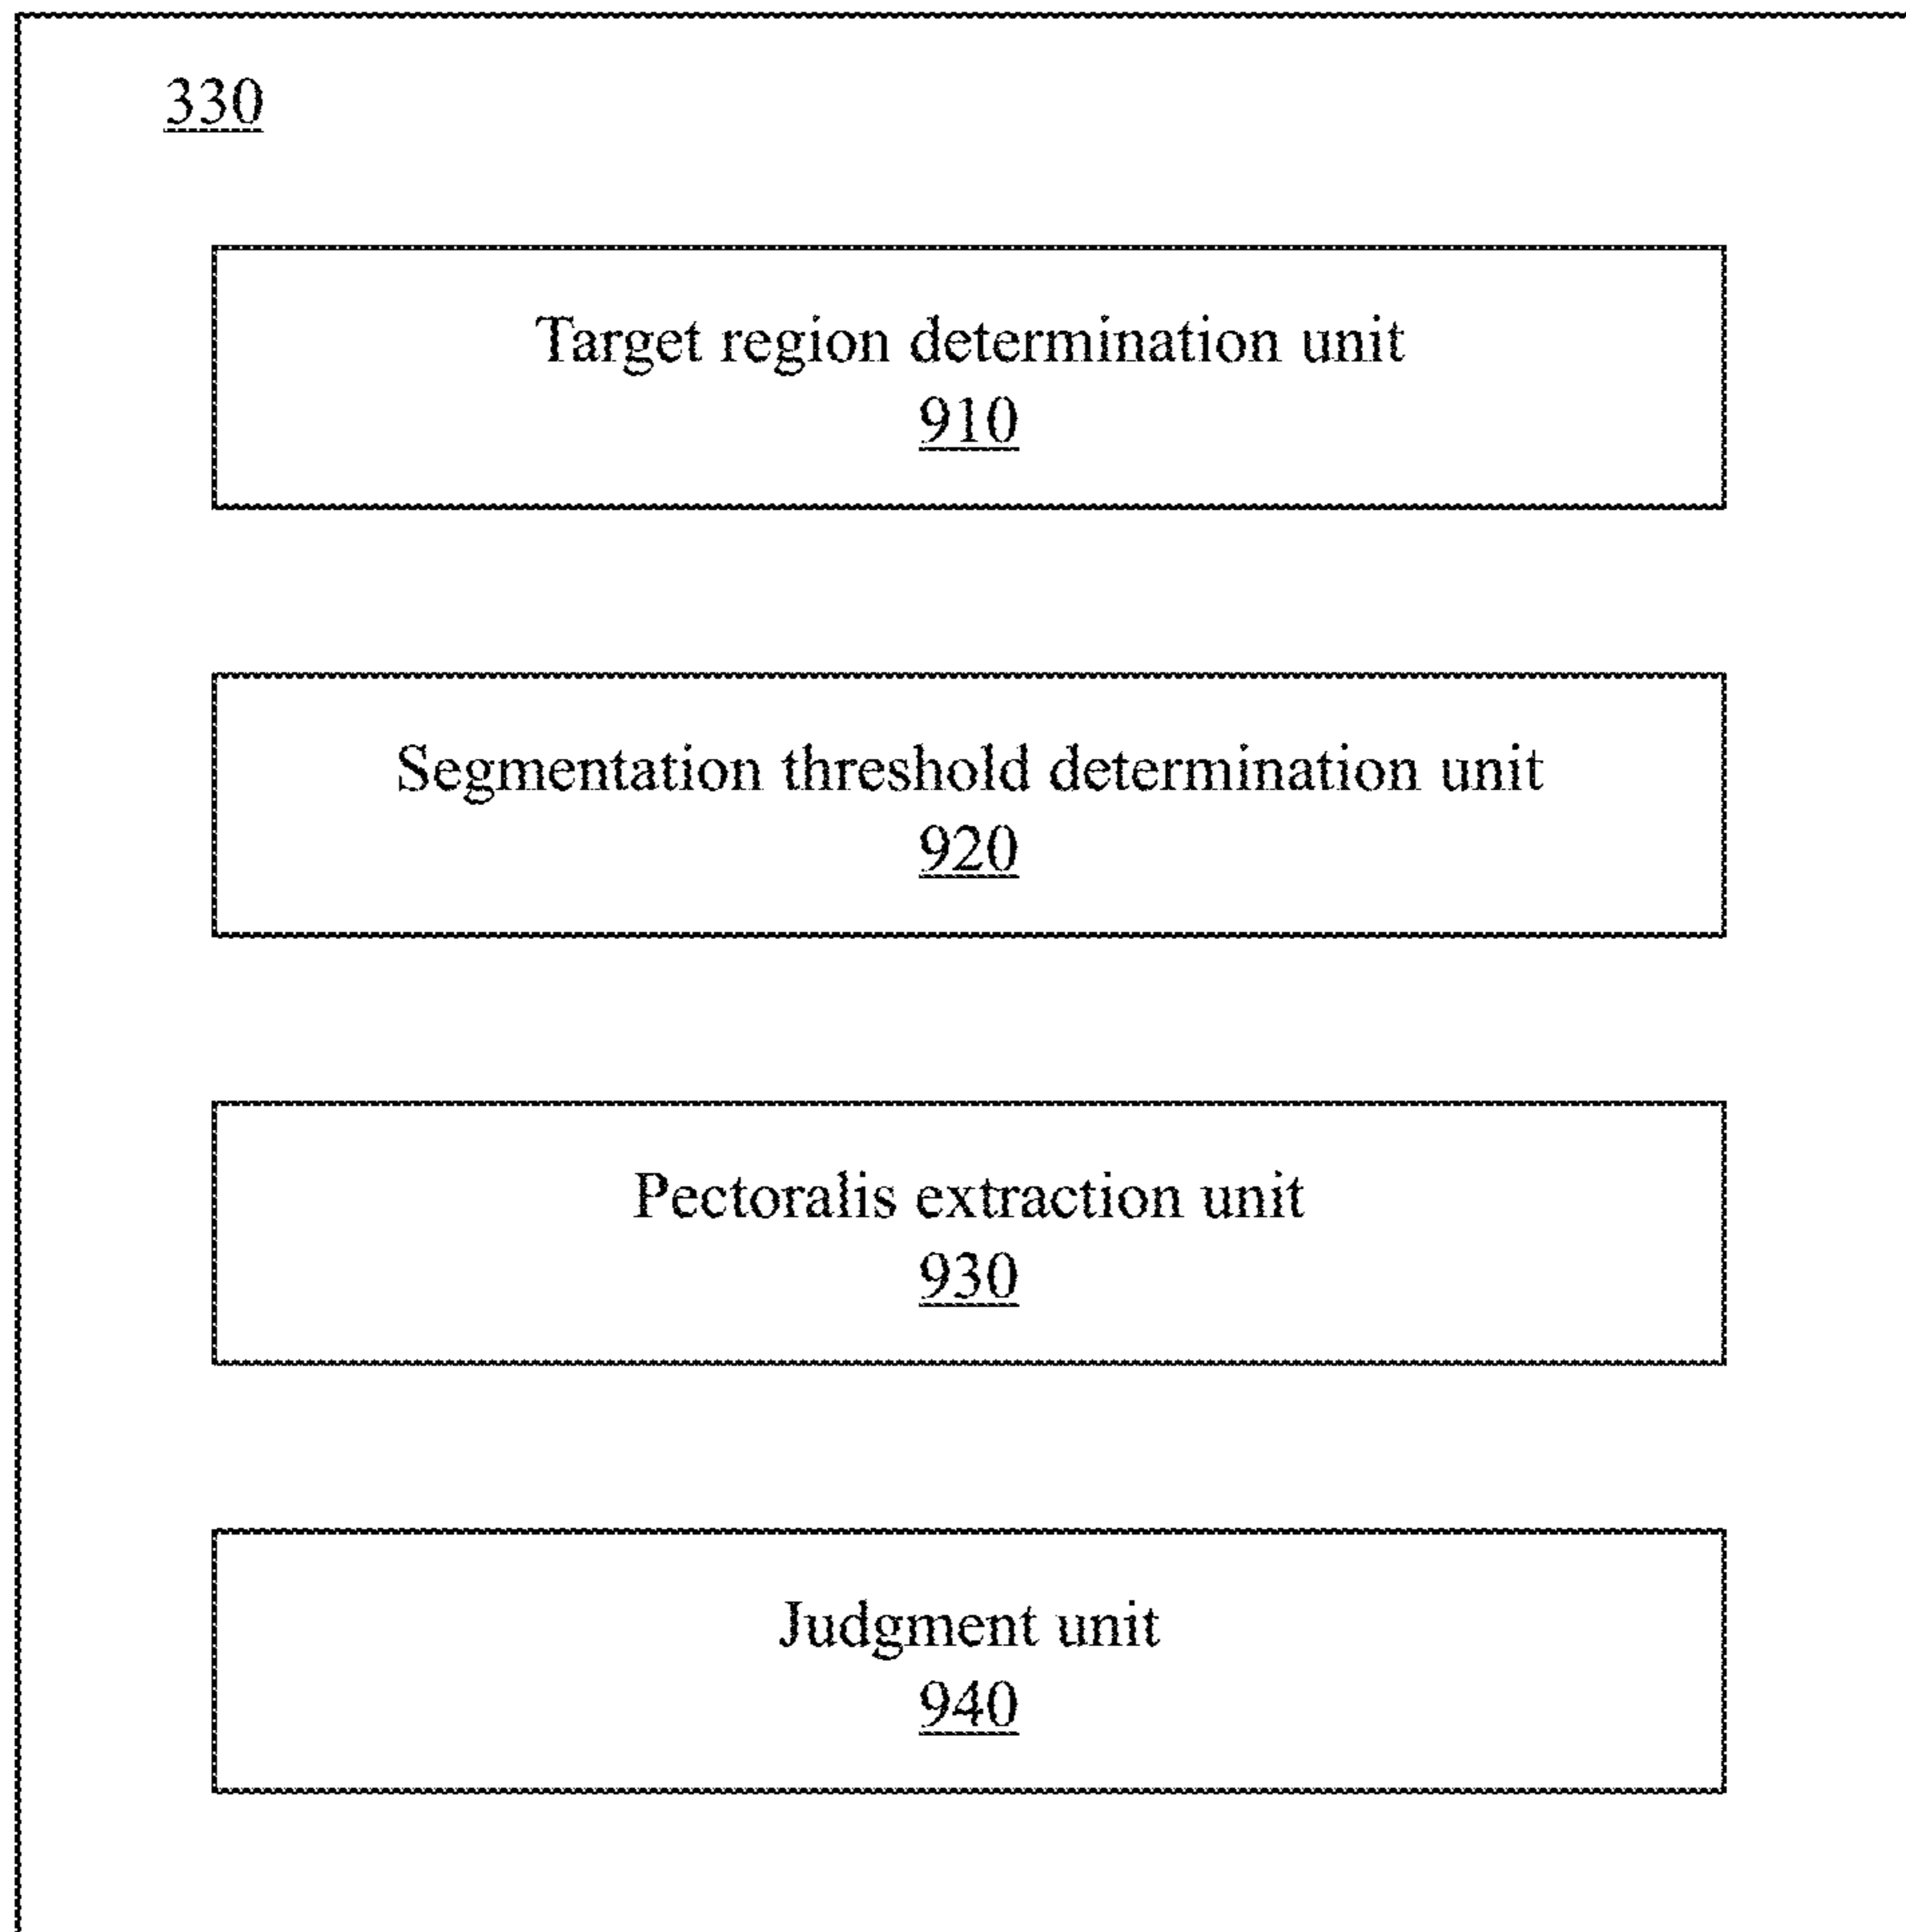 330
Target region determination unit
910
Segmentation threshold determination unit
920
Pectoralis extraction unit
930
Judgment unit
940